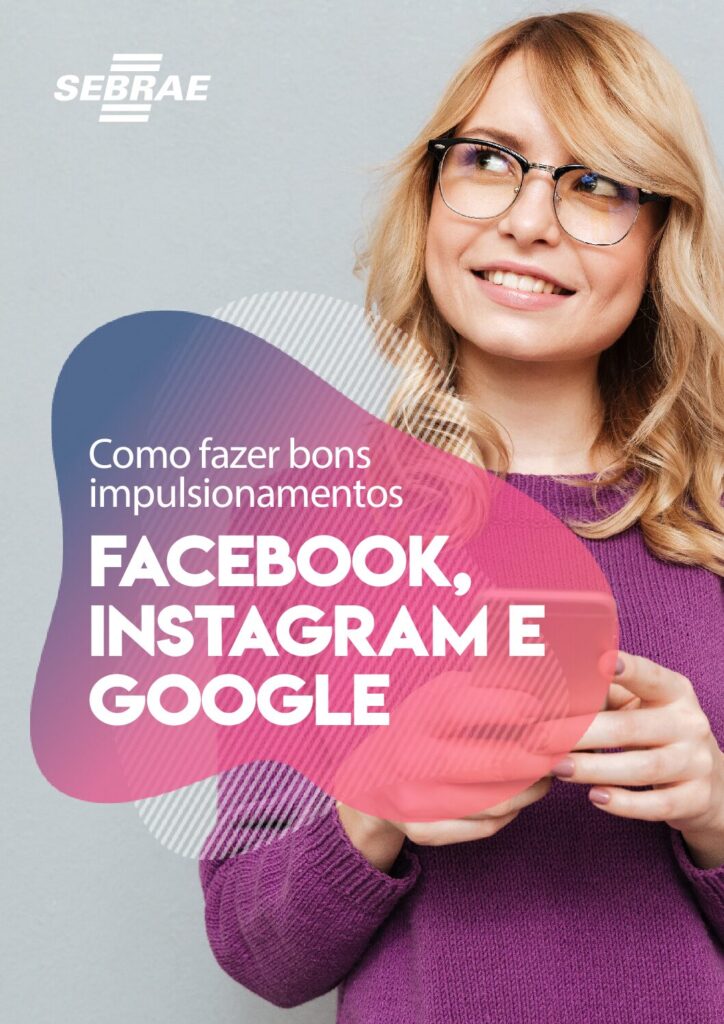 SEBRAE
Como fazer bons
impulsionamentos
FACEBOOK,
INSTAGRAM E
GOOGLE